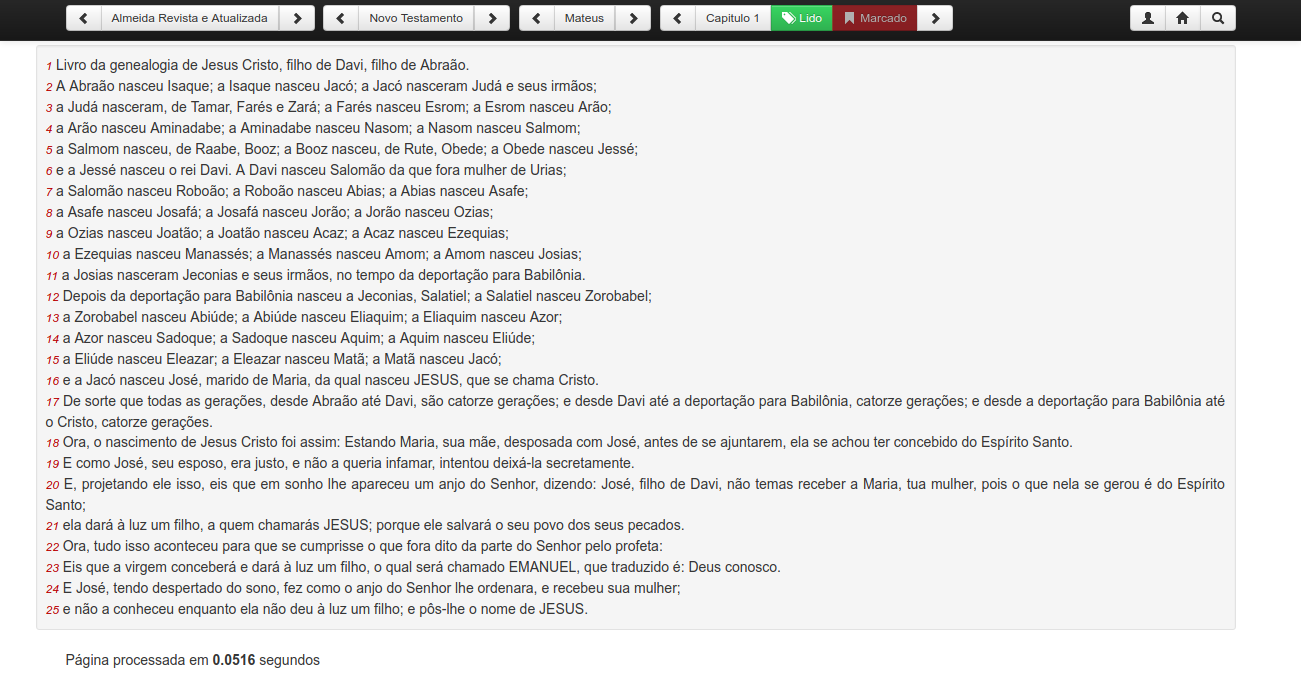 Almeida Revista e Atualizada Novo Testamento Mateus Capitulo 1 Lido Marcado
1 Livro da genealogia de Jesus Cristo, filho de Davi, filho de Abraão.
2 A Abraão nasceu Isaque; a Isaque nasceu Jacó; a Jacó nasceram Judá e seus irmãos;
3 a Judá nasceram, de Tamar, Farés e Zará; a Farés nasceu Esrom; a Esrom nasceu Arão;
4 a Arão nasceu Aminadabe; a Aminadabe nasceu Nasom; a Nasom nasceu Salmom;
5 a Salmom nasceu, de Raabe, Booz; a Booz nasceu, de Rute, Obede; a Obede nasceu Jessé;
6 e a Jessé nasceu o rei Davi. A Davi nasceu Salomão da que fora mulher de Urias;
7 a Salomão nasceu Roboão; a Roboão nasceu Abias; a Abias nasceu Asafe;
8 a Asafe nasceu Josafá; a Josafá nasceu Jorão; a Jorão nasceu Ozias;
9 a Ozias nasceu Joatão; a Joatão nasceu Acaz; a Acaz nasceu Ezequias;
10 a Ezequias nasceu Manassés; a Manassés nasceu Amom; a Amom nasceu Josias;
11 a Josias nasceram Jeconias e seus irmãos, no tempo da deportação para Babilônia.
12 Depois da deportação para Babilônia nasceu a Jeconias, Salatiel; a Salatiel nasceu Zorobabel;
13 a Zorobabel nasceu Abiúde; a Abiúde nasceu Eliaquim; a Eliaquim nasceu Azor;
14 a Azor nasceu Sadoque; a Sadoque nasceu Aquim; a Aquim nasceu Eliúde;
15 a Eliúde nasceu Eleazar; a Eleazar nasceu Matã; a Matã nasceu Jacó;
16 e a Jacó nasceu José, marido de Maria, da qual nasceu JESUS, que se chama Cristo.
17 De sorte que todas as gerações, desde Abraão até Davi, são catorze gerações; e desde Davi até a deportação para Babilônia, catorze gerações; e desde a deportação para Babilônia até
o Cristo, catorze gerações.
18 Ora, o nascimento de Jesus Cristo foi assim: Estando Maria, sua mãe, desposada com José, antes de se ajuntarem, ela se achou ter concebido do Espírito Santo.
19 E como José, seu esposo, era justo, e não a queria infamar, intentou deixá-la secretamente.
20 E, projetando ele isso, eis que em sonho lhe apareceu um anjo do Senhor, dizendo: José, filho de Davi, não temas receber a Maria, tua mulher, pois o que nela se gerou é do Espírito
Santo;
21 ela dará à luz um filho, a quem chamarás JESUS; porque ele salvará o seu povo dos seus pecados.
22 Ora, tudo isso aconteceu para que se cumprisse o que fora dito da parte do Senhor pelo profeta:
23 Eis que a virgem conceberá e dará à luz um filho, o qual será chamado EMANUEL, que traduzido é: Deus conosco.
24 E José, tendo despertado do sono, fez como o anjo do Senhor lhe ordenara, e recebeu sua mulher;
25 e não a conheceu enquanto ela não deu à luz um filho; e pôs-lhe o nome de JESUS.
Página processada em 0.0516 segundos